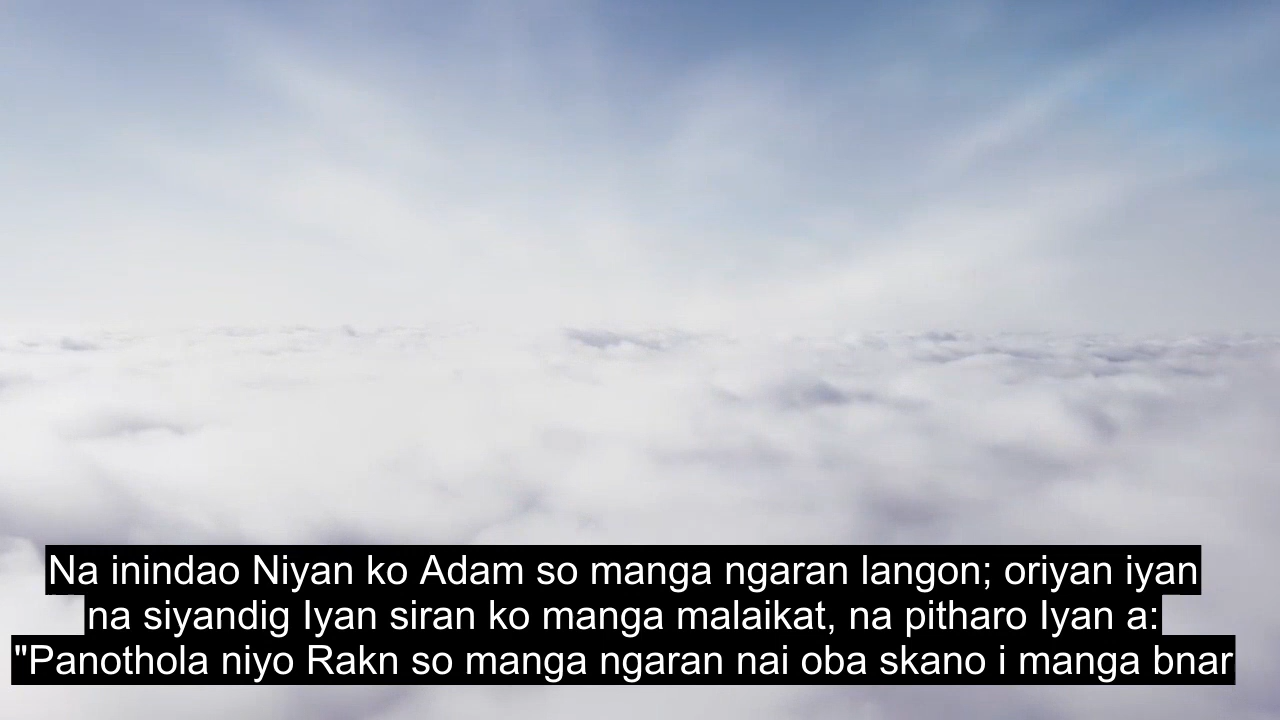 Na inindao Niyan ko Adam so manga ngaran langon; oriyan iyan
na siyandig Iyan siran ko manga malaikat, na pitharo Iyan a:
"Panothola niyo Rakn so manga ngaran nai oba skano i manga bnar